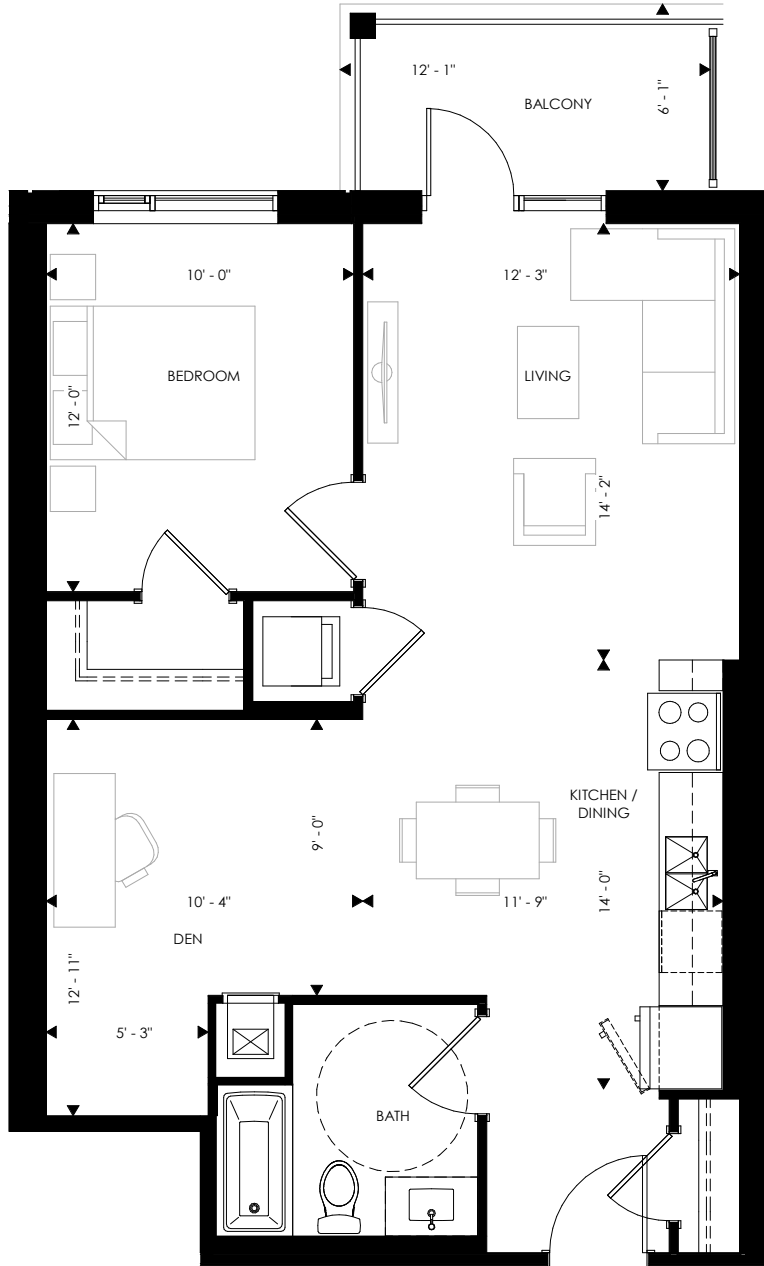 12' - 1"
6' - 1"
BALCONY
10' - 0"
12' - 3"
BEDROOM
LIVING
12' - 0"
14' - 2"
KITCHEN /
DINING
9' - 0"
10' - 4"
11' - 9"
14' - 0"
DEN
12' - 11"
5' - 3"
BATH